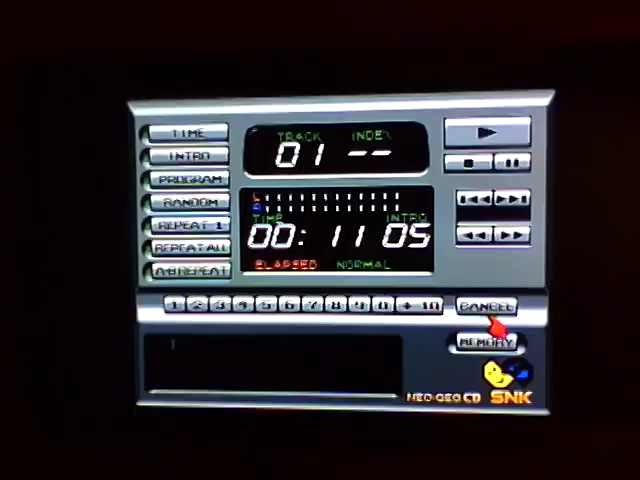 TIME
INTRO
PROGRAM
RANDOM
REPEAT 1
REPEAT ALL
A-B REPEAT
TRACK INDEX
01 --
L
R
TIME INTRO
00: 11 05
ELAPSED NORMAL
1 2 3 4 5 6 7 8 9 0 +10
CANCEL
MEMORY
1
NEO·GEO CD SNK